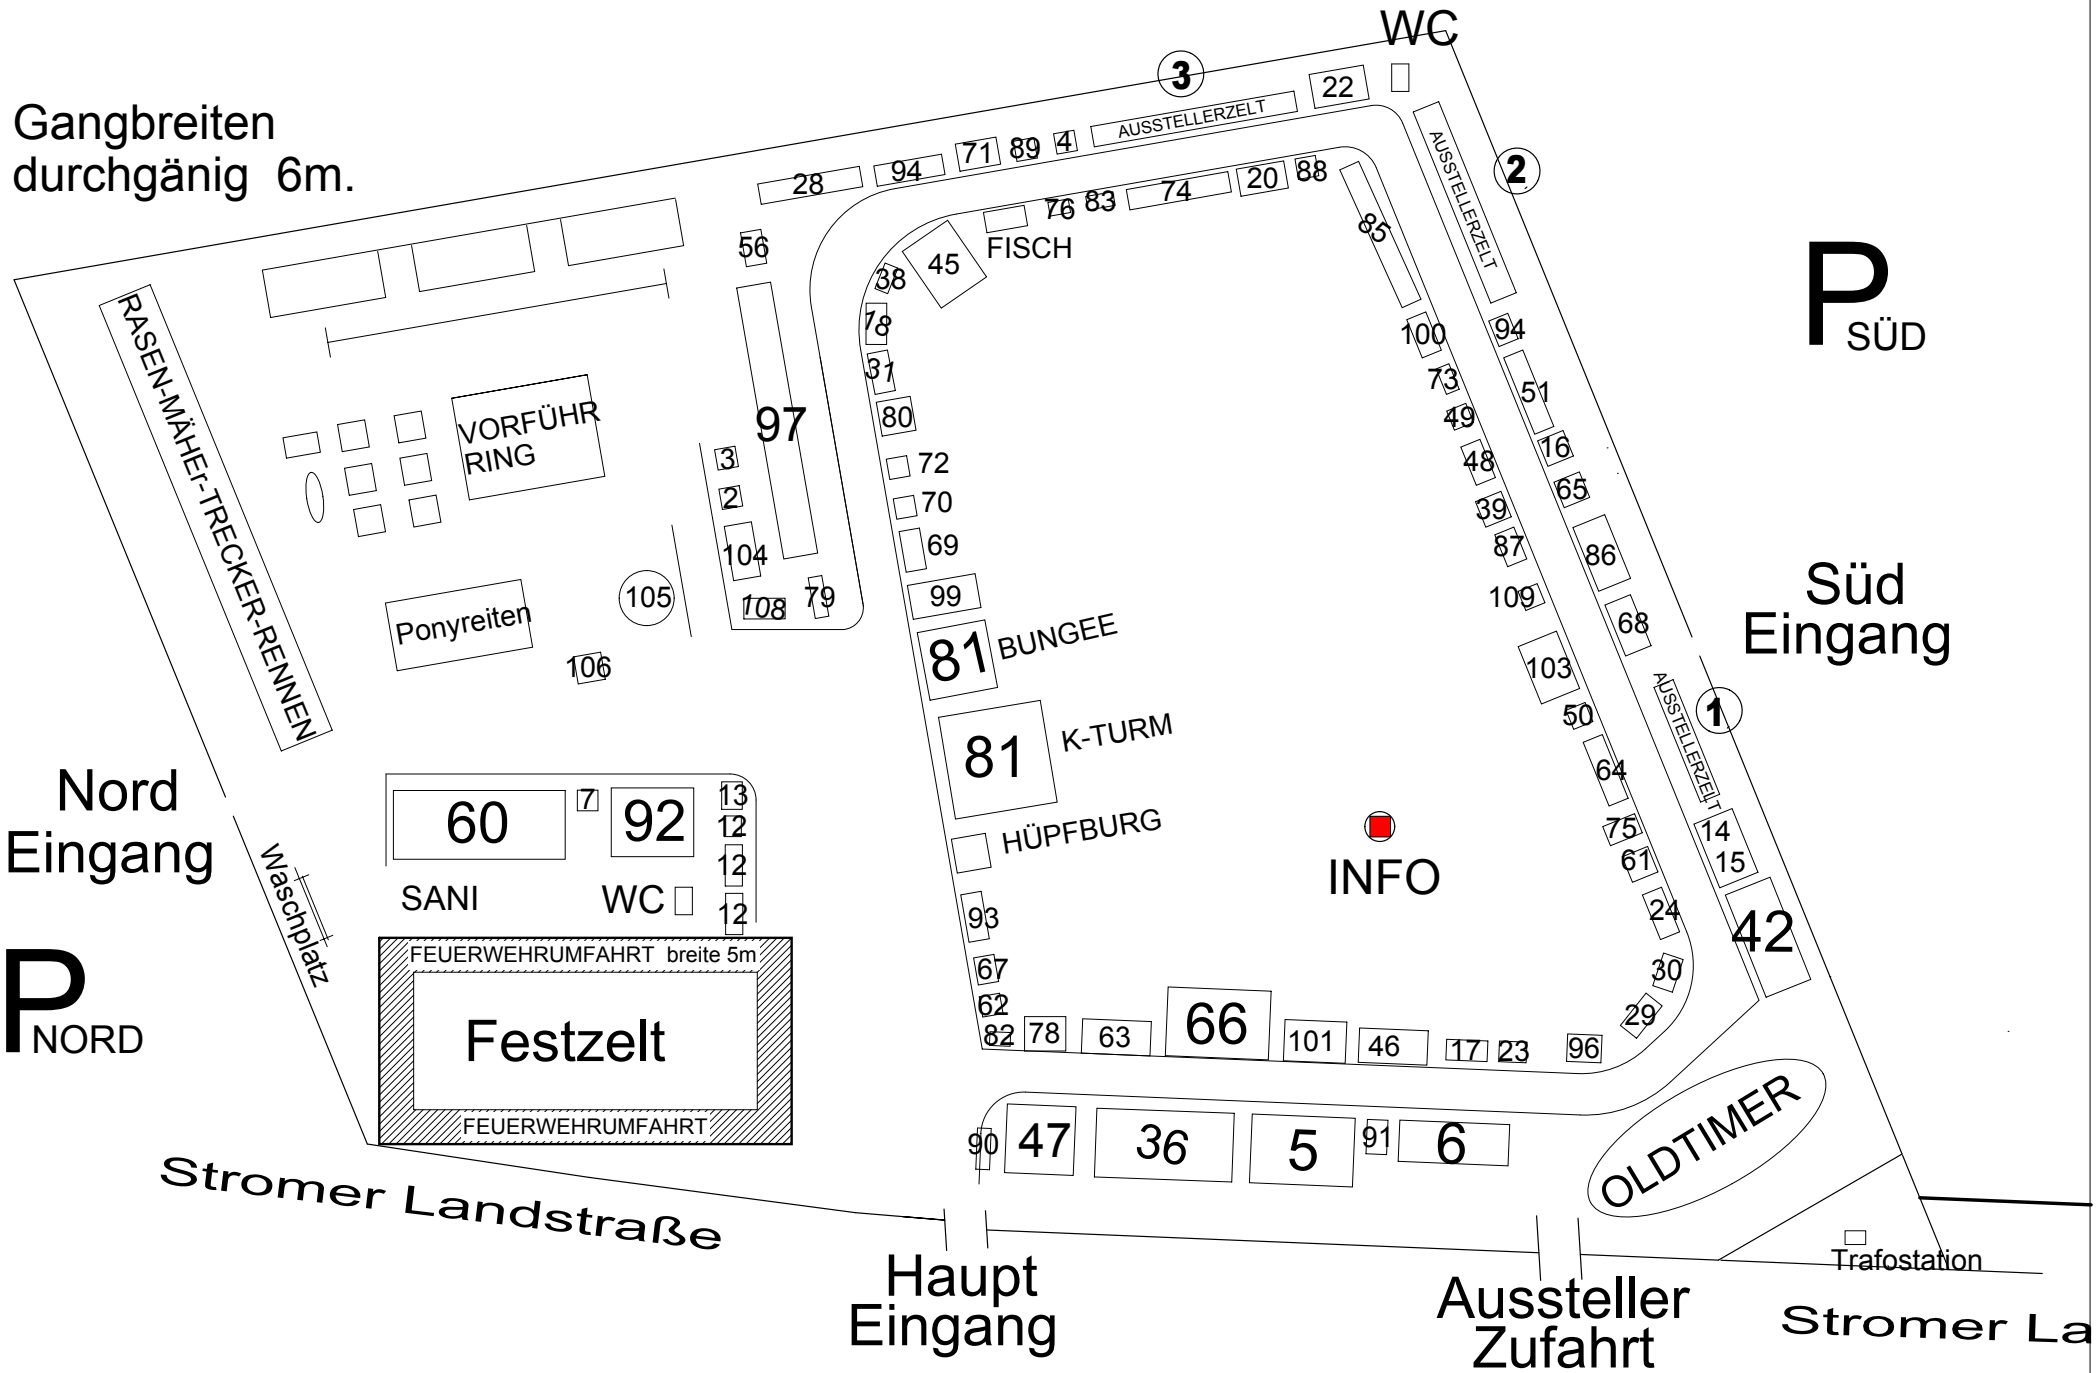 WC
3
22
Gangbreiten
durchgänig 6m.
AUSSTELLERZELT
4
89
71
94
28
2
AUSSTELLERZELT
88
20
74
83
76
FISCH
45
56
38
18
31
80
72
70
69
99
81
BUNGEE
81
K-TURM
HÜPFBURG
93
67
62
82
78
63
66
101
46
17
23
96
29
30
24
61
75
64
50
103
109
87
39
48
49
73
100
85
94
51
16
65
86
68
AUSSTELLERZELT
1
14
15
42
P
SÜD
Süd
Eingang
RASEN-MÄHEr-TRECKER-RENNEN
VORFÜHR
RING
97
3
2
104
108
79
105
Ponyreiten
106
Nord
Eingang
Waschplatz
P
NORD
60
7
92
13
12
12
12
SANI
WC
FEUERWEHRUMFAHRT breite 5m
Festzelt
FEUERWEHRUMFAHRT
INFO
90
47
36
5
91
6
OLDTIMER
Stromer Landstraße
Haupt
Eingang
Aussteller
Zufahrt
Trafostation
Stromer La